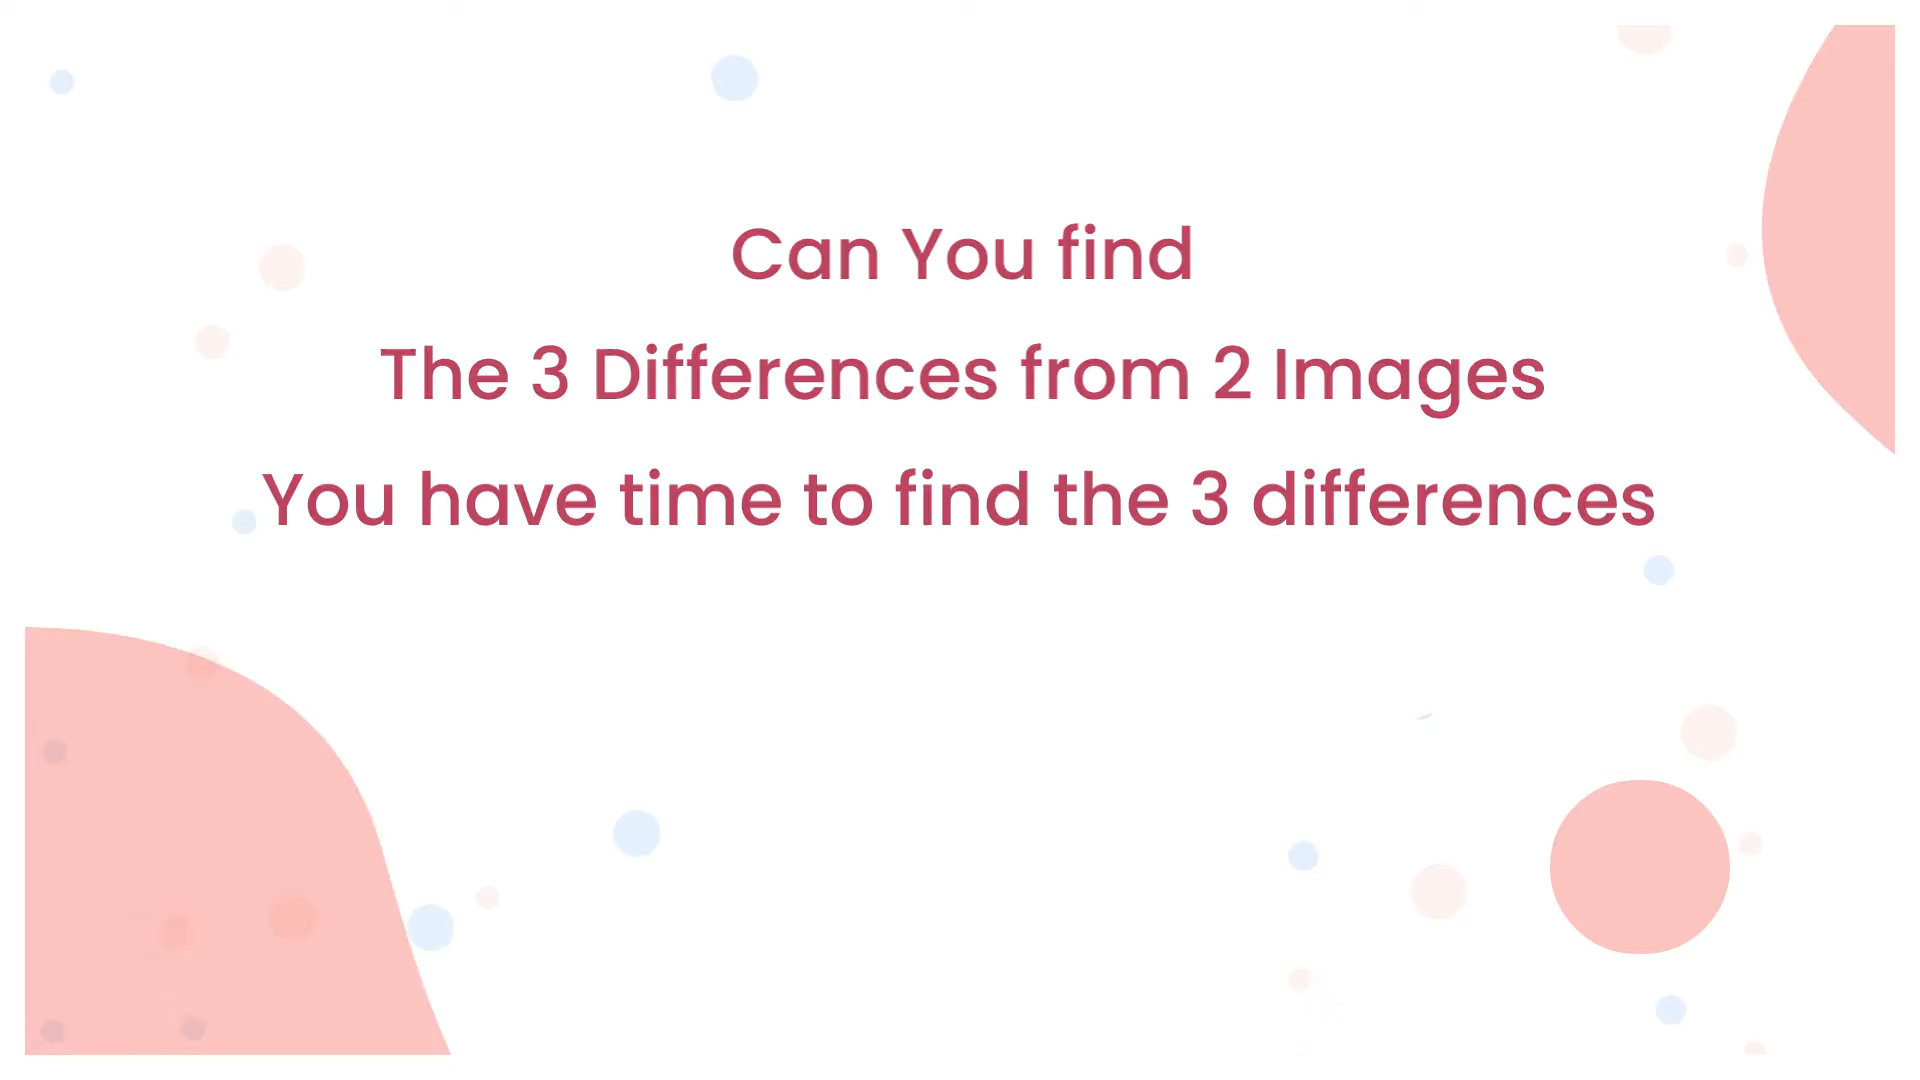 Can You find
The 3 Differences from 2 Images
You have time to find the 3 differences